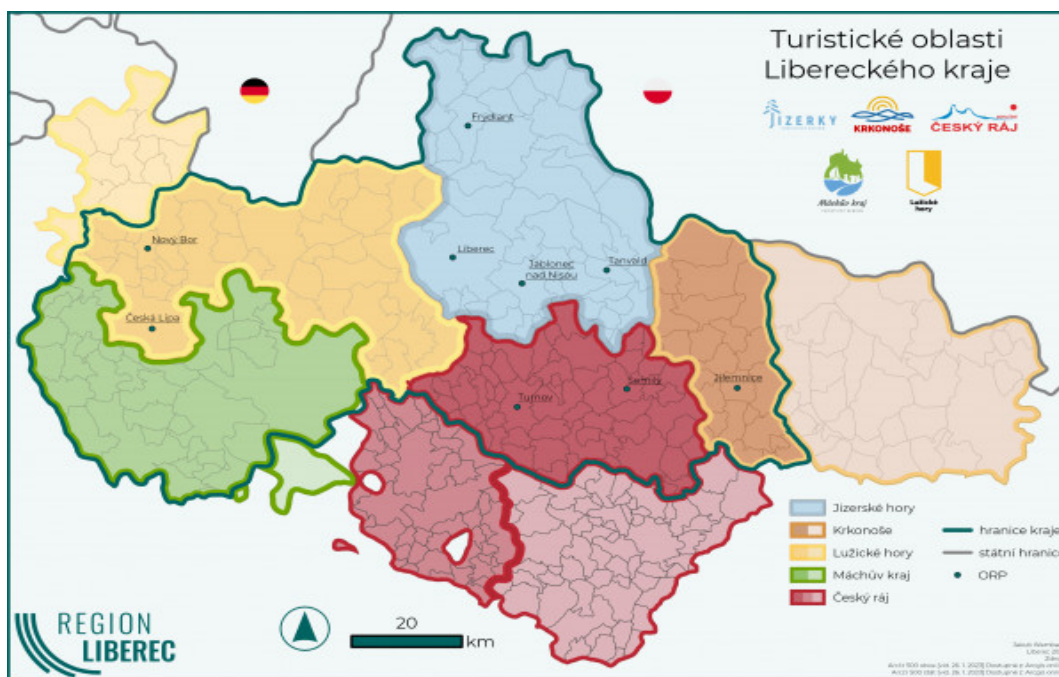 Turistické oblasti
Libereckého kraje
JIZERKY
KRKONOŠE
ČESKÝ RÁJ
Máchův kraj
Lužické
hory
Frýdlant
Nový Bor
Liberec
Jablonec
nad Nisou
Tanvald
Česká Lípa
Turnov
Semily
Jilemnice
Jizerské hory
Krkonoše
Lužické hory
Máchův kraj
Český ráj
hranice kraje
státní hranice
ORP
REGION
LIBEREC
20
km